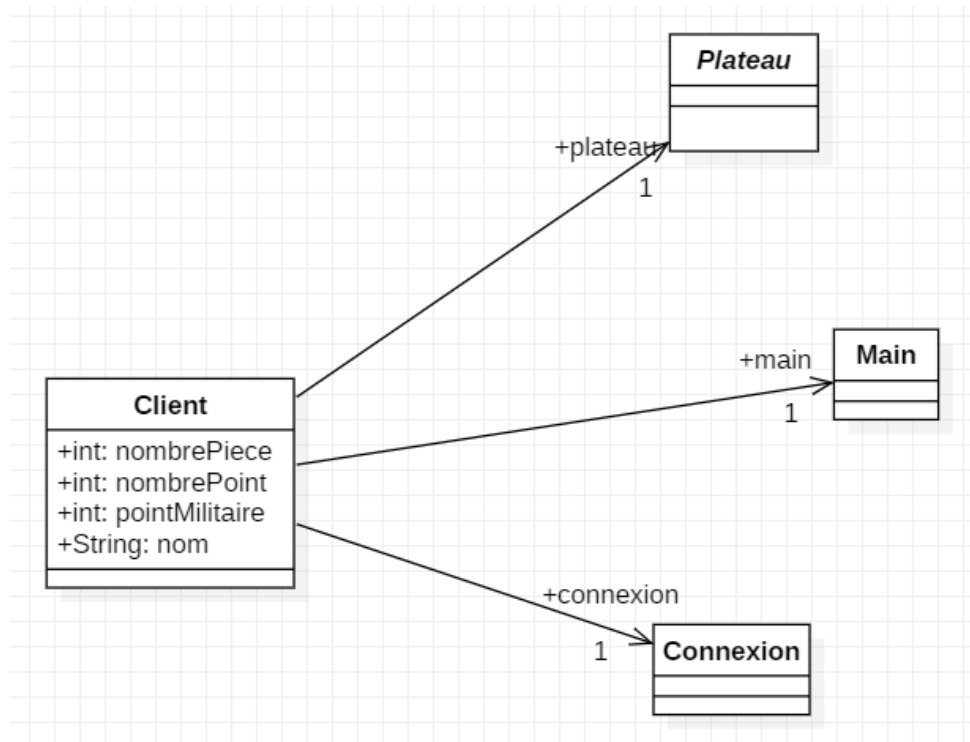 Plateau
+plateau
1
+main
Main
1
Client
+int: nombrePiece
+int: nombrePoint
+int: pointMilitaire
+String: nom
+connexion
1
Connexion